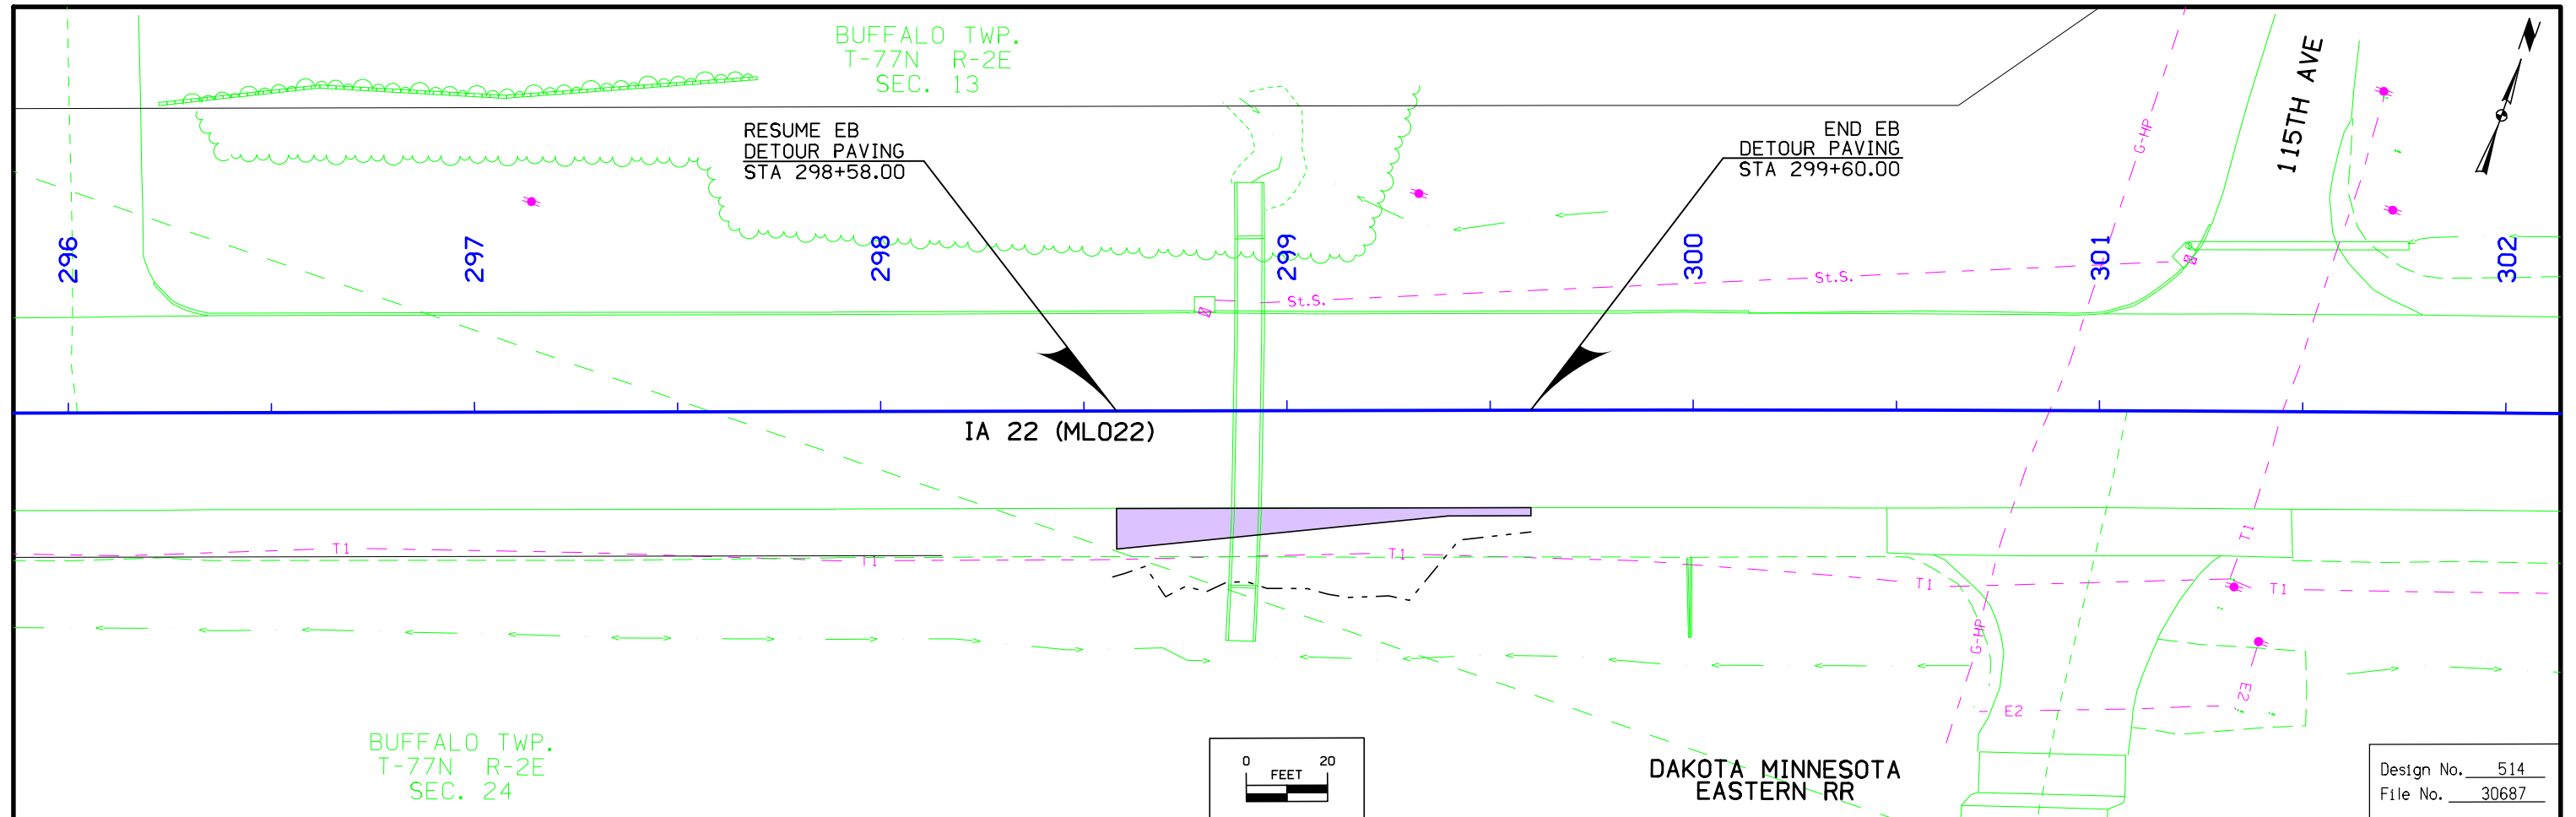 BUFFALO TWP.
T-77N R-2E
SEC. 13
RESUME EB
DETOUR PAVING
STA 298+58.00
END EB
DETOUR PAVING
STA 299+60.00
G-HP
115TH AVE
296
297
298
299
300
301
302
St.S.
St.S.
IA 22 (ML022)
T1
T1
T1
T1
T1
T1
G-HP
E2
E2
BUFFALO TWP.
T-77N R-2E
SEC. 24
0 20
FEET
DAKOTA MINNESOTA
EASTERN RR
Design No. 514
File No. 30687